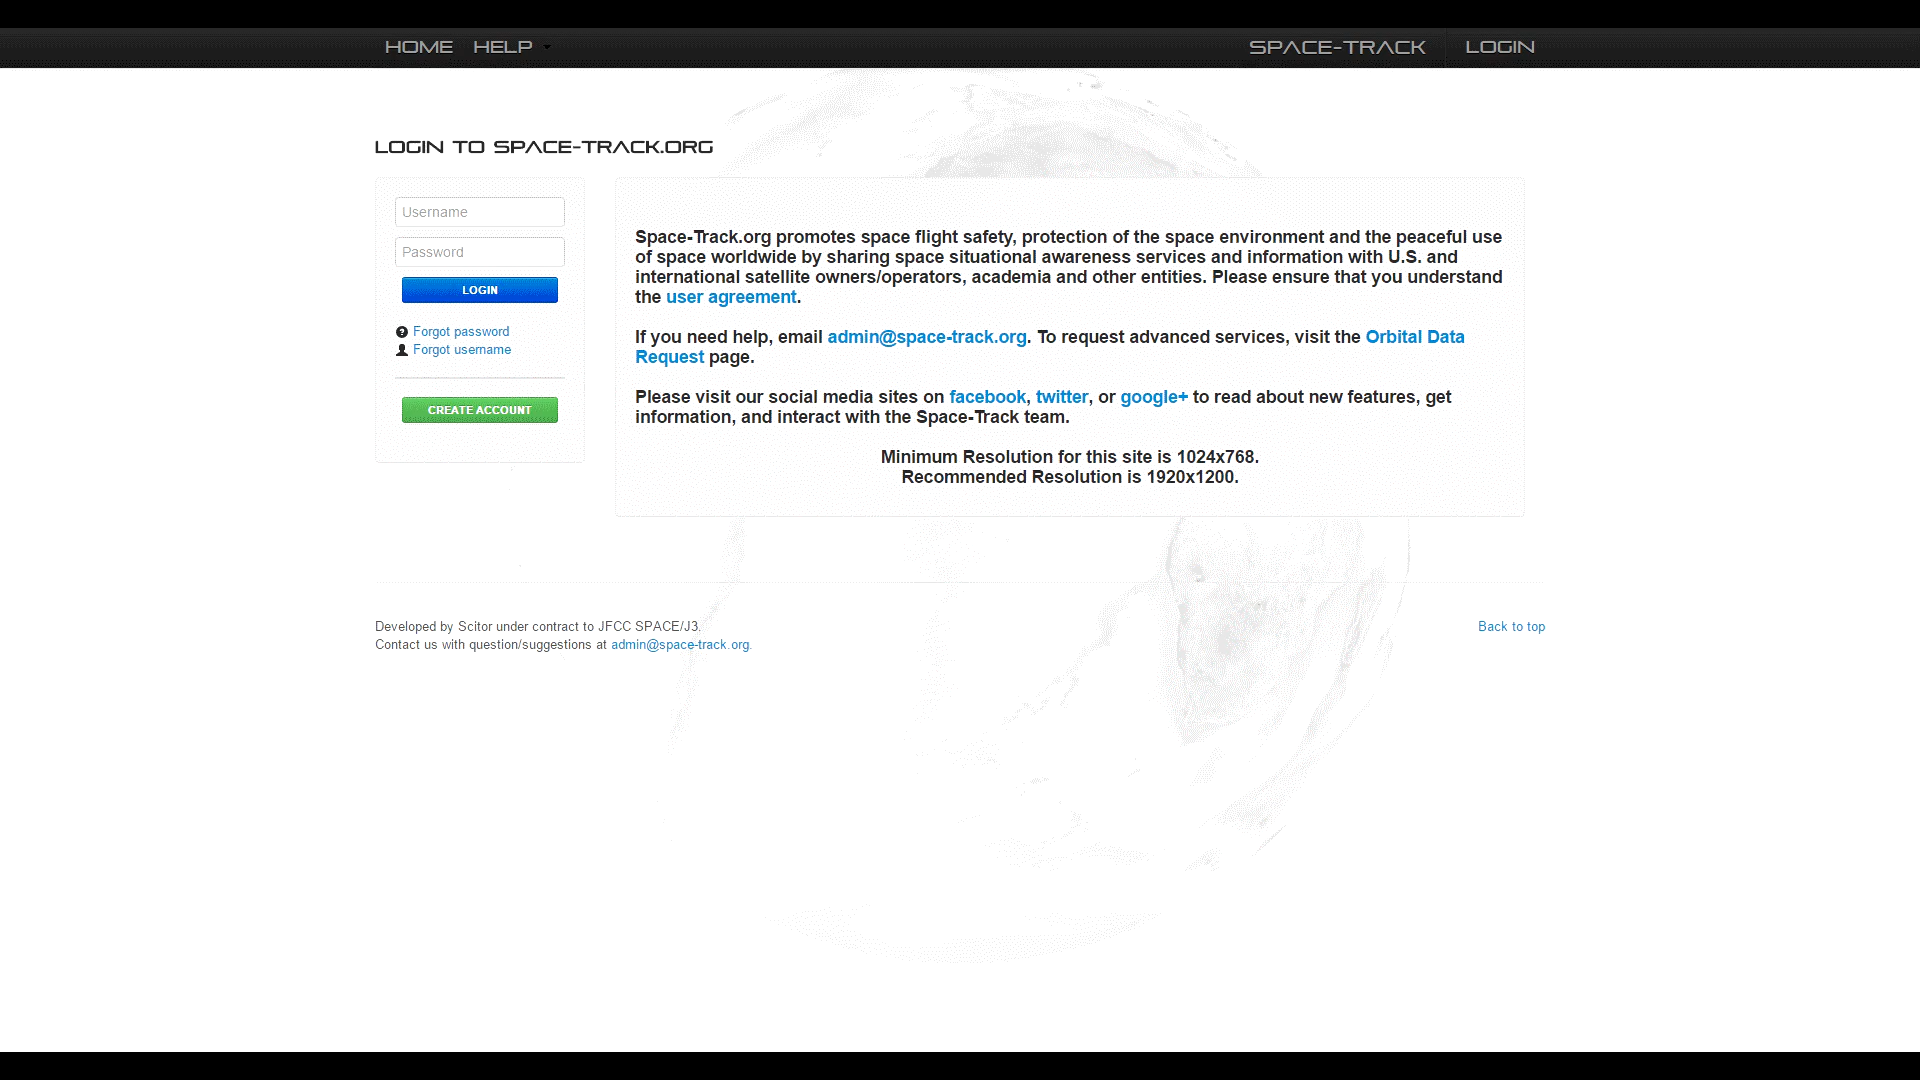 HOME HELP SPACE-TRACK LOGIN
LOGIN TO SPACE-TRACK.ORG
Username
Password
LOGIN
Forgot password
Forgot username
CREATE ACCOUNT
Space-Track.org promotes space flight safety, protection of the space environment and the peaceful use
of space worldwide by sharing space situational awareness services and information with U.S. and
international satellite owners/operators, academia and other entities. Please ensure that you understand
the user agreement.
If you need help, email admin@space-track.org. To request advanced services, visit the Orbital Data
Request page.
Please visit our social media sites on facebook, twitter, or google+ to read about new features, get
information, and interact with the Space-Track team.
Minimum Resolution for this site is 1024x768.
Recommended Resolution is 1920x1200.
Developed by Scitor under contract to JFCC SPACE/J3.
Contact us with question/suggestions at admin@space-track.org.
Back to top